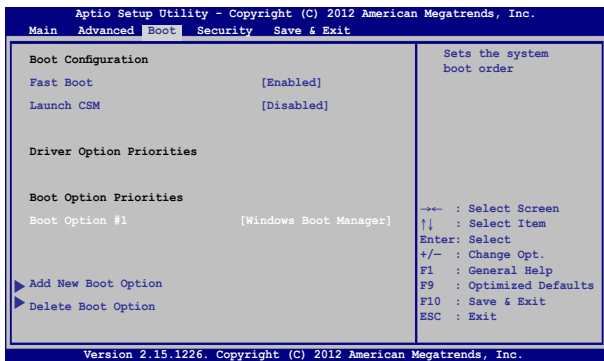 Aptio Setup Utility - Copyright (C) 2012 American Megatrends, Inc.
Main Advanced Boot Security Save & Exit
Boot Configuration
Fast Boot [Enabled]
Launch CSM [Disabled]
Driver Option Priorities
Boot Option Priorities
Boot Option #1 [Windows Boot Manager]
Add New Boot Option
Delete Boot Option
Sets the system
boot order
→← : Select Screen
↑↓ : Select Item
Enter: Select
+/— : Change Opt.
F1 : General Help
F9 : Optimized Defaults
F10 : Save & Exit
ESC : Exit
Version 2.15.1226. Copyright (C) 2012 American Megatrends, Inc.